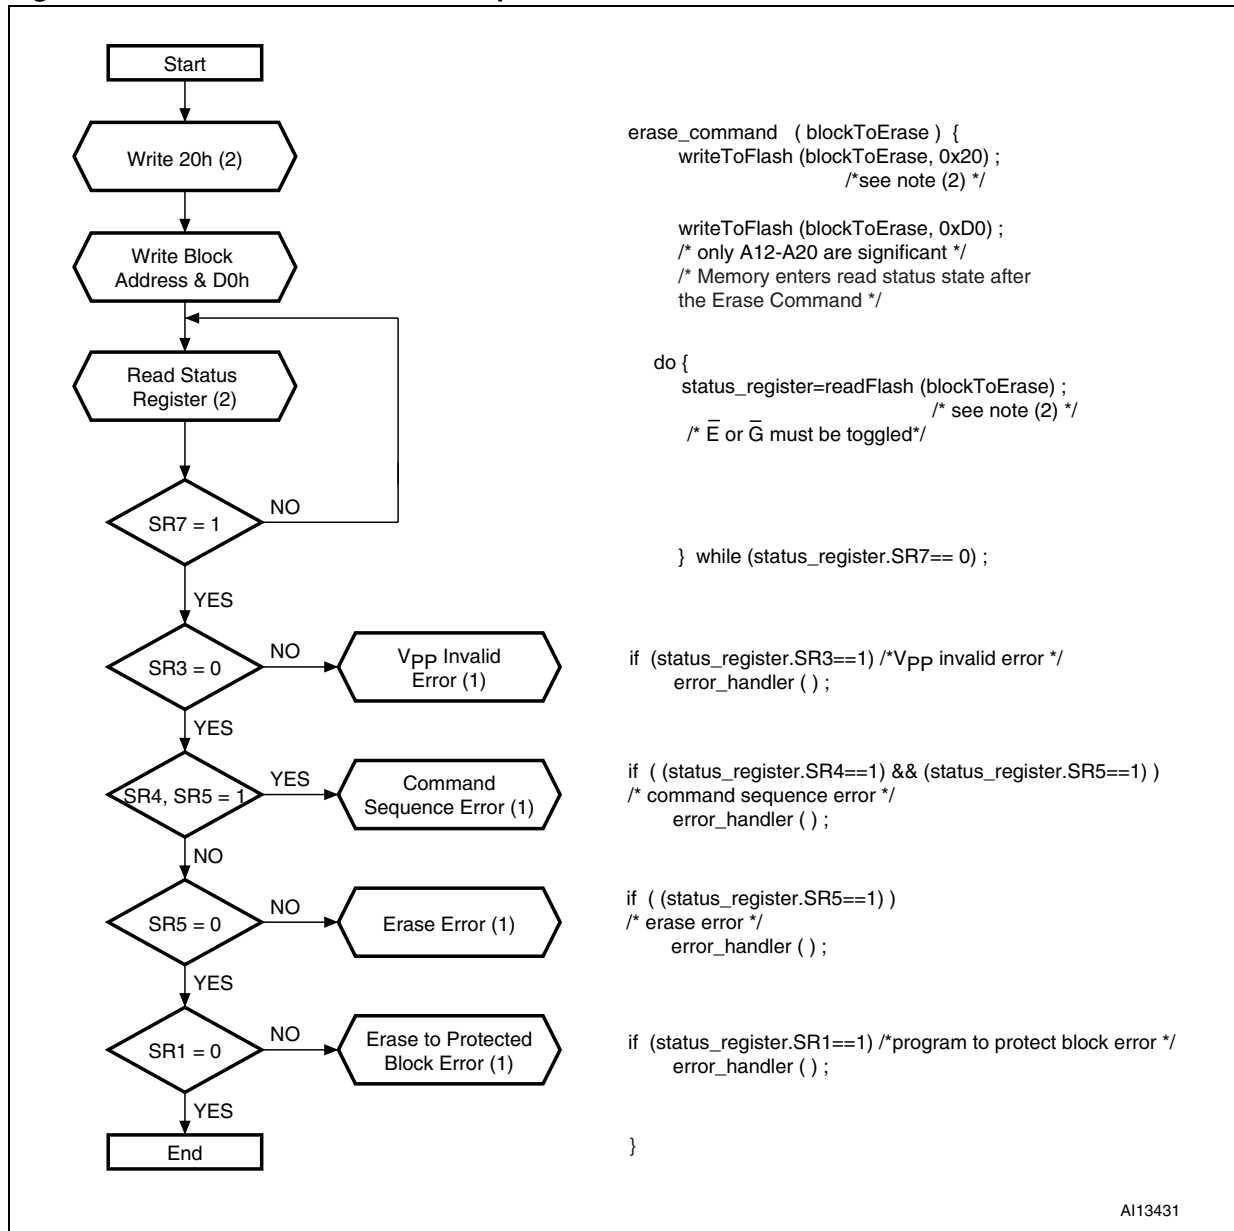 Start
Write 20h (2)
Write Block
Address & D0h
Read Status
Register (2)
SR7 = 1
NO
YES
SR3 = 0
NO
VPP Invalid
Error (1)
YES
SR4, SR5 = 1
YES
Command
Sequence Error (1)
NO
SR5 = 0
NO
Erase Error (1)
YES
SR1 = 0
NO
Erase to Protected
Block Error (1)
YES
End
erase_command ( blockToErase ) {
writeToFlash (blockToErase, 0x20) ;
/*see note (2) */
writeToFlash (blockToErase, 0xD0) ;
/* only A12-A20 are significant */
/* Memory enters read status state after
the Erase Command */
do {
status_register=readFlash (blockToErase) ;
/* see note (2) */
/* E̅ or G̅ must be toggled*/
} while (status_register.SR7== 0) ;
if (status_register.SR3==1) /*VPP invalid error */
error_handler ( ) ;
if ( (status_register.SR4==1) && (status_register.SR5==1) )
/* command sequence error */
error_handler ( ) ;
if ( (status_register.SR5==1) )
/* erase error */
error_handler ( ) ;
if (status_register.SR1==1) /*program to protect block error */
error_handler ( ) ;
}
AI13431